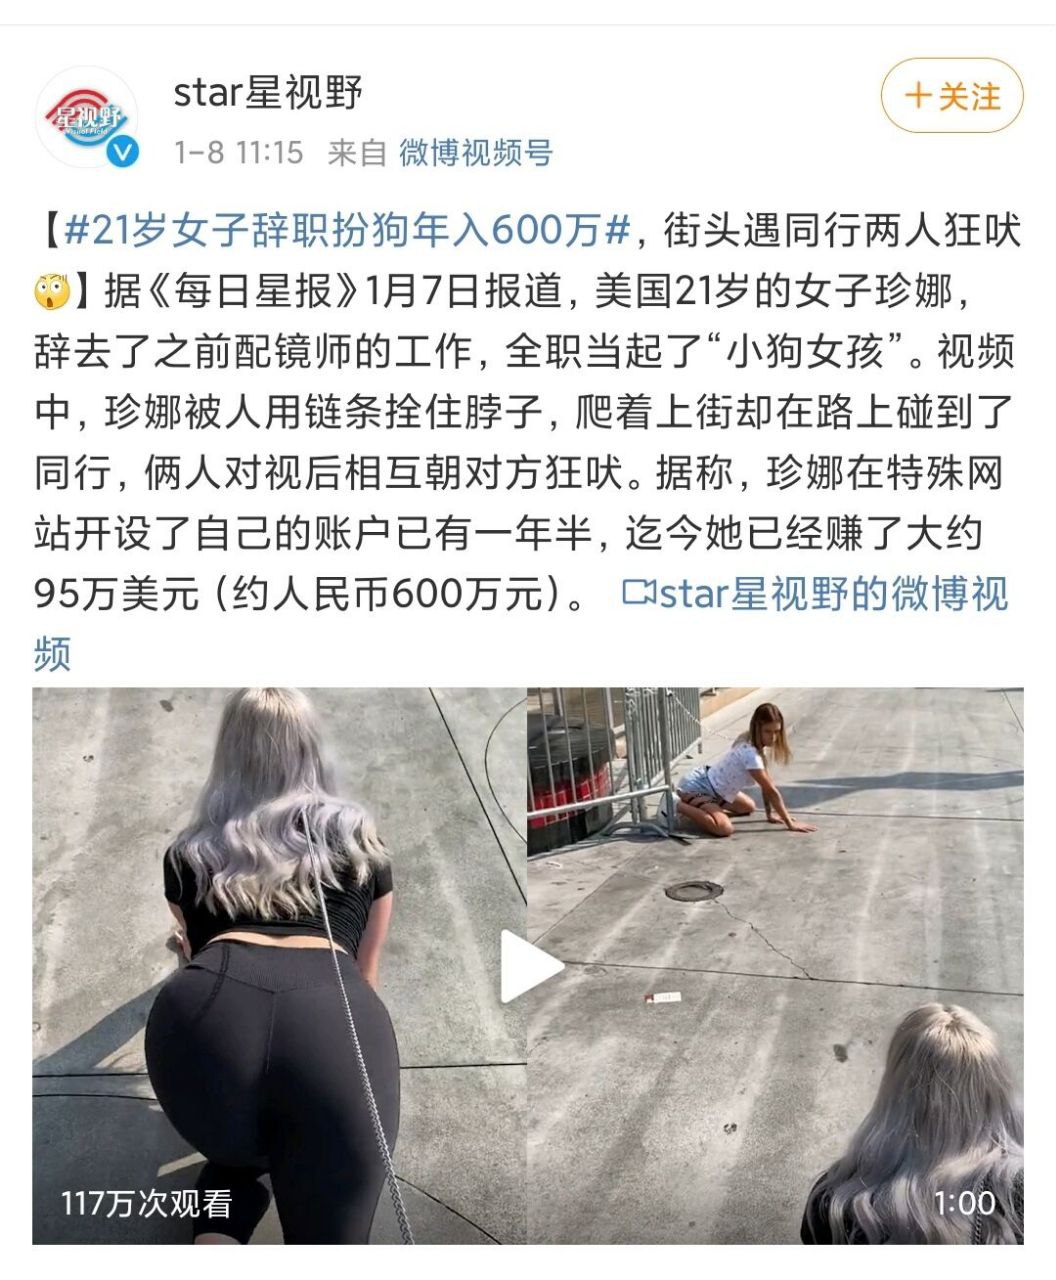 星视野
Visual Field
star星视野
+关注
1-8 11:15 来自 微博视频号
【#21岁女子辞职扮狗年入600万#，街头遇同行两人狂吠
】据《每日星报》1月7日报道，美国21岁的女子珍娜，
辞去了之前配镜师的工作，全职当起了“小狗女孩”。视频
中，珍娜被人用链条拴住脖子，爬着上街却在路上碰到了
同行，俩人对视后相互朝对方狂吠。据称，珍娜在特殊网
站开设了自己的账户已有一年半，迄今她已经赚了大约
95万美元（约人民币600万元）。 star星视野的微博视
频
117万次观看
1:00